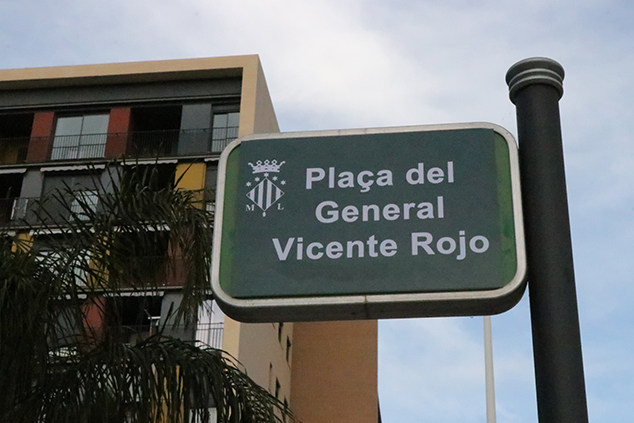 Plaça del
General
Vicente Rojo
M L